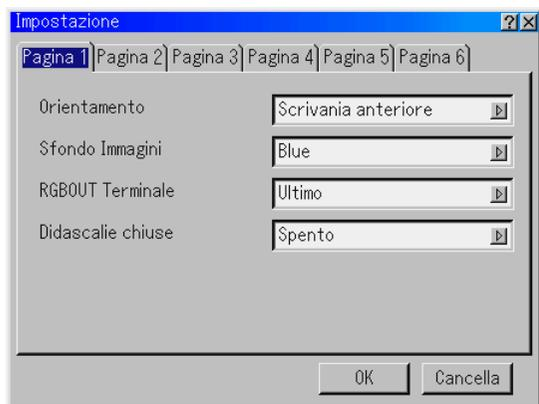 Impostazione
Pagina 1 Pagina 2 Pagina 3 Pagina 4 Pagina 5 Pagina 6
Orientamento Scrivania anteriore
Sfondo Immagini Blue
RGBOUT Terminale Ultimo
Didascalie chiuse Spento
OK Cancella